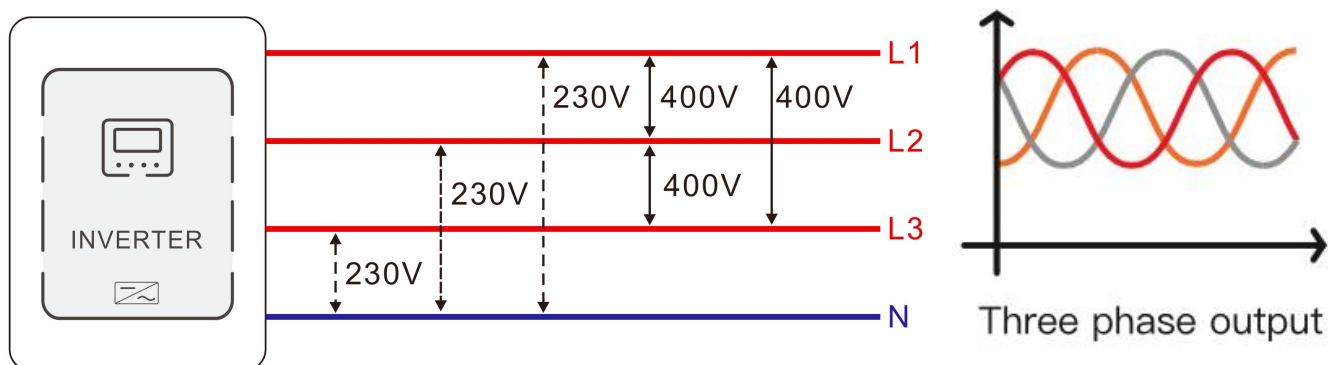 INVERTER
L1
230V
400V
400V
L2
230V
400V
L3
230V
N
Three phase output